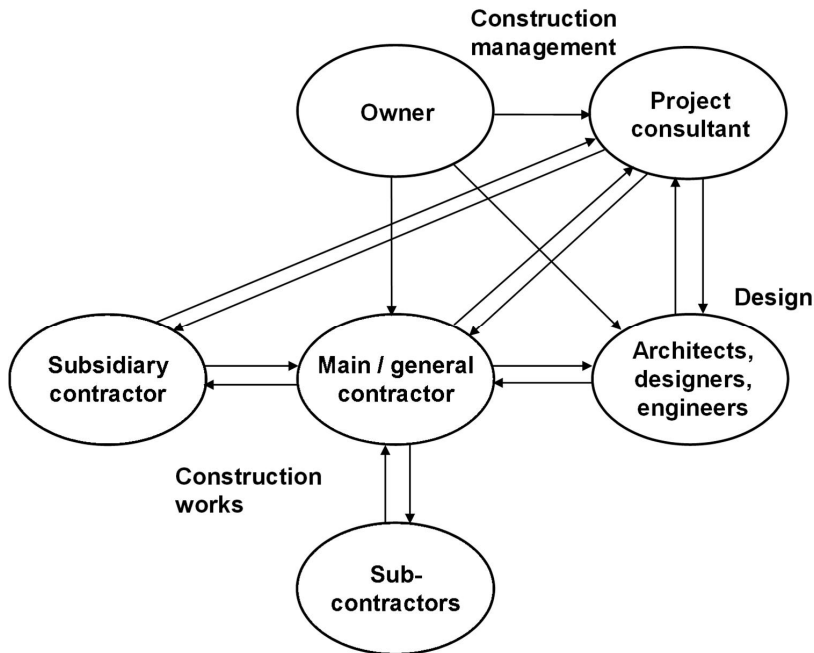 Construction
management
Owner
Project
consultant
Design
Subsidiary
contractor
Main / general
contractor
Architects,
designers,
engineers
Construction
works
Sub-
contractors